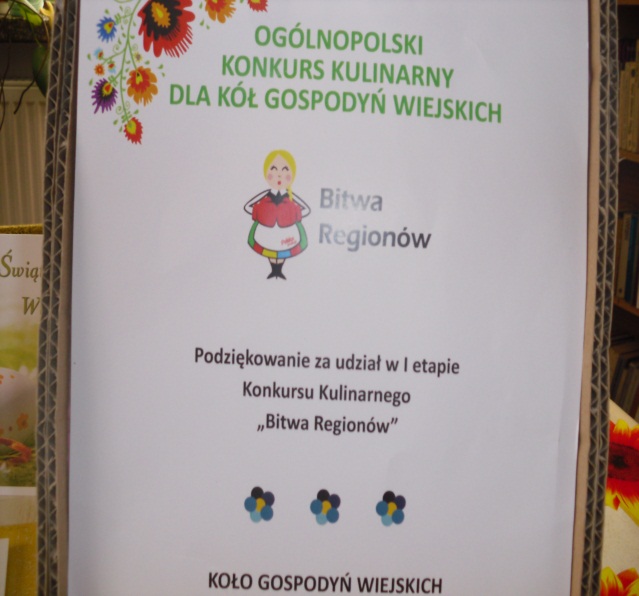 OGÓLNOPOLSKI
KONKURS KULINARNY
DLA KÓŁ GOSPODYŃ WIEJSKICH
Bitwa
Regionów
Podziękowanie za udział w I etapie
Konkursu Kulinarnego
„Bitwa Regionów”
KOŁO GOSPODYŃ WIEJSKICH